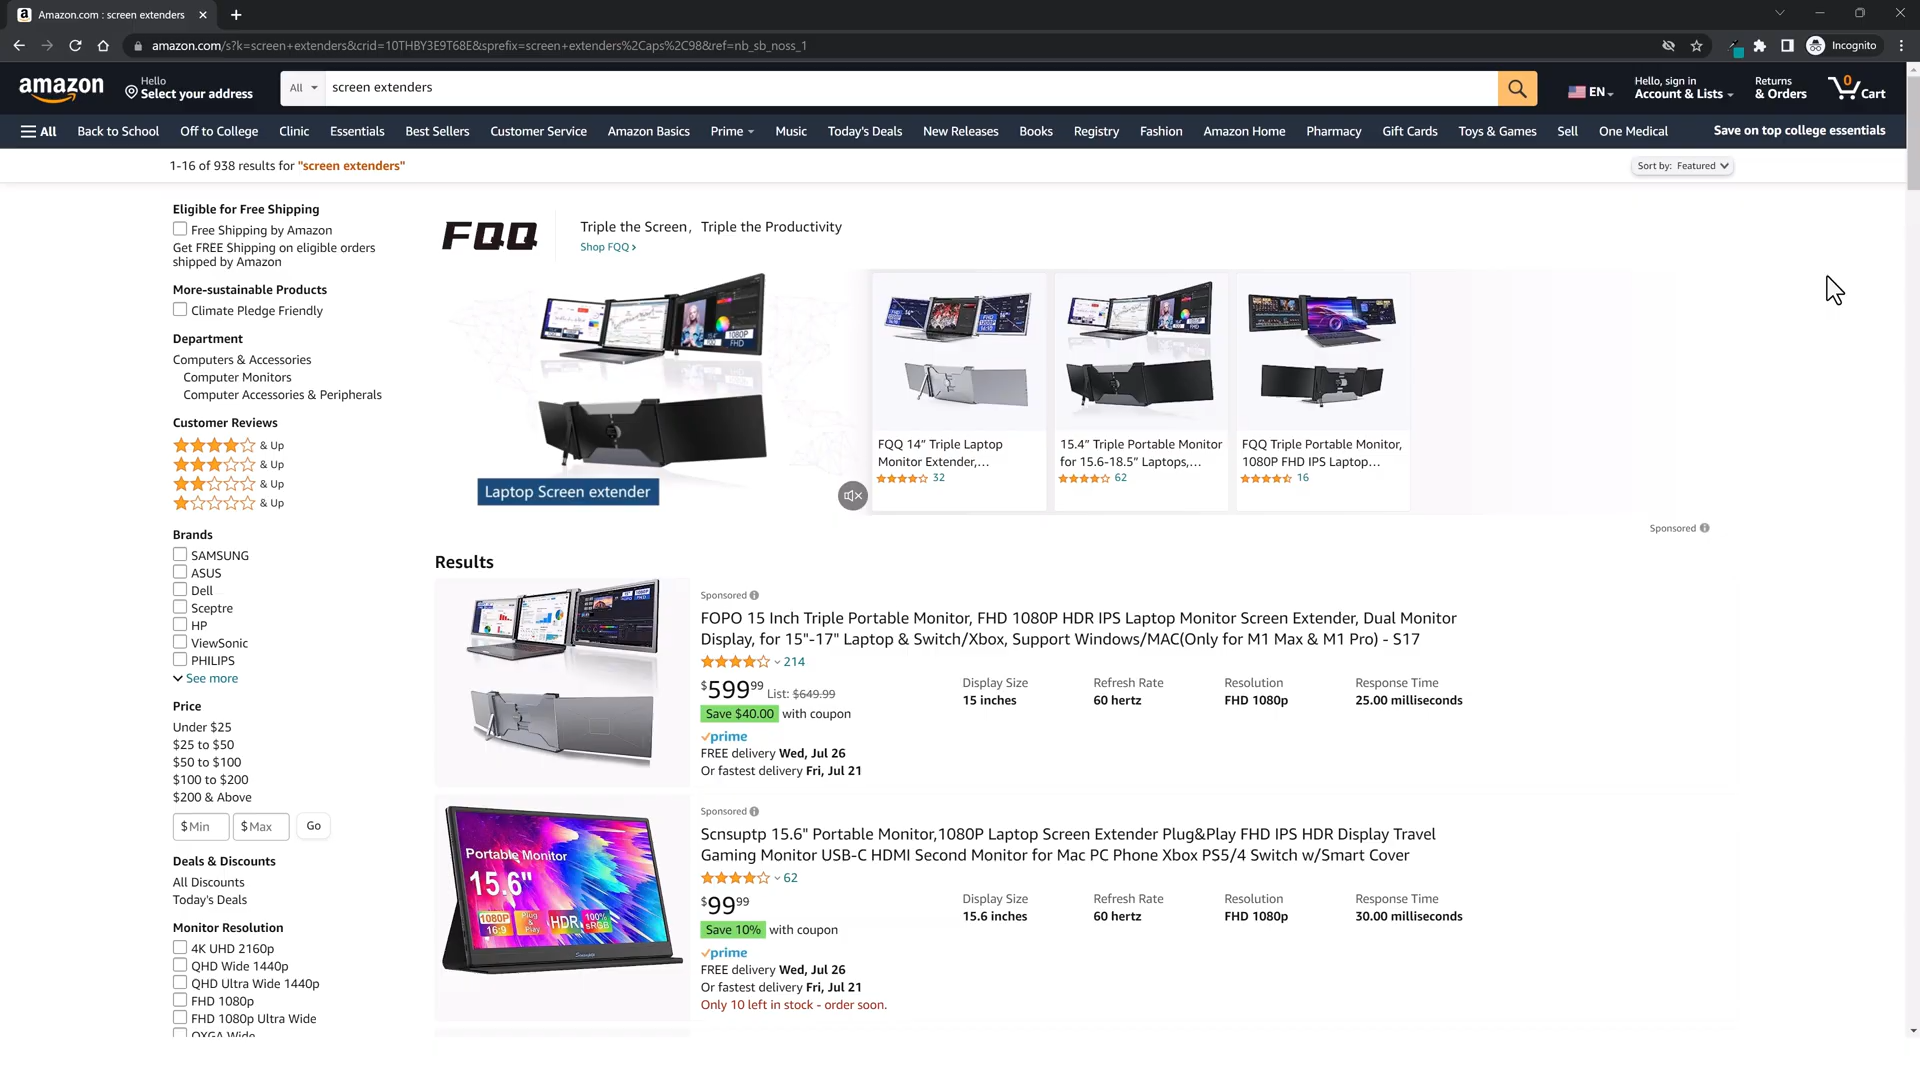 Amazon.com : screen extenders
amazon.com/s?k=screen+extenders&crid=10THBY3E9T68E&sprefix=screen+extenders%2Caps%2C98&ref=nb_sb_noss_1
Incognito
amazon
Hello
Select your address
All
screen extenders
EN
Hello, sign in
Account & Lists
Returns
& Orders
0
Cart
All
Back to School
Off to College
Clinic
Essentials
Best Sellers
Customer Service
Amazon Basics
Prime
Music
Today's Deals
New Releases
Books
Registry
Fashion
Amazon Home
Pharmacy
Gift Cards
Toys & Games
Sell
One Medical
Save on top college essentials
1-16 of 938 results for "screen extenders"
Sort by: Featured
Eligible for Free Shipping
Free Shipping by Amazon
Get FREE Shipping on eligible orders
shipped by Amazon
More-sustainable Products
Climate Pledge Friendly
Department
Computers & Accessories
Computer Monitors
Computer Accessories & Peripherals
Customer Reviews
& Up
& Up
& Up
& Up
Brands
SAMSUNG
ASUS
Dell
Sceptre
HP
ViewSonic
PHILIPS
See more
Price
Under $25
$25 to $50
$50 to $100
$100 to $200
$200 & Above
$ Min
$ Max
Go
Deals & Discounts
All Discounts
Today's Deals
Monitor Resolution
4K UHD 2160p
QHD Wide 1440p
QHD Ultra Wide 1440p
FHD 1080p
FHD 1080p Ultra Wide
QXGA Wide
FQQ
Triple the Screen, Triple the Productivity
Shop FQQ ›
1080P
FHD
Laptop Screen extender
FQQ 14” Triple Laptop
Monitor Extender,...
32
15.4” Triple Portable Monitor
for 15.6-18.5” Laptops,...
62
FQQ Triple Portable Monitor,
1080P FHD IPS Laptop...
16
Sponsored
Results
Sponsored
FOPO 15 Inch Triple Portable Monitor, FHD 1080P HDR IPS Laptop Monitor Screen Extender, Dual Monitor
Display, for 15"-17" Laptop & Switch/Xbox, Support Windows/MAC(Only for M1 Max & M1 Pro) - S17
214
$599.99 List: $649.99
Save $40.00 with coupon
prime
FREE delivery Wed, Jul 26
Or fastest delivery Fri, Jul 21
Display Size
15 inches
Refresh Rate
60 hertz
Resolution
FHD 1080p
Response Time
25.00 milliseconds
Portable Monitor
15.6"
1080P
16:9
Plug
&
Play
HDR
100%
sRGB
Sponsored
Scnsuptp 15.6" Portable Monitor,1080P Laptop Screen Extender Plug&Play FHD IPS HDR Display Travel
Gaming Monitor USB-C HDMI Second Monitor for Mac PC Phone Xbox PS5/4 Switch w/Smart Cover
62
$99.99
Save 10% with coupon
prime
FREE delivery Wed, Jul 26
Or fastest delivery Fri, Jul 21
Only 10 left in stock - order soon.
Display Size
15.6 inches
Refresh Rate
60 hertz
Resolution
FHD 1080p
Response Time
30.00 milliseconds